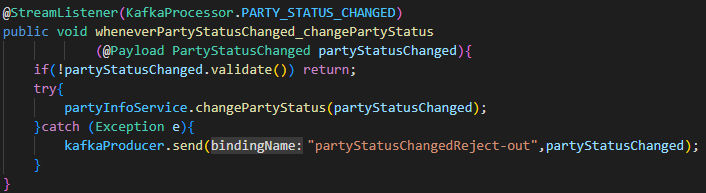 @StreamListener(KafkaProcessor.PARTY_STATUS_CHANGED)
public void wheneverPartyStatusChanged_changePartyStatus
            (@Payload PartyStatusChanged partyStatusChanged){
    if(!partyStatusChanged.validate()) return;
    try{
        partyInfoService.changePartyStatus(partyStatusChanged);
    }catch (Exception e){
        kafkaProducer.send(bindingName: "partyStatusChangedReject-out",partyStatusChanged);
    }
}